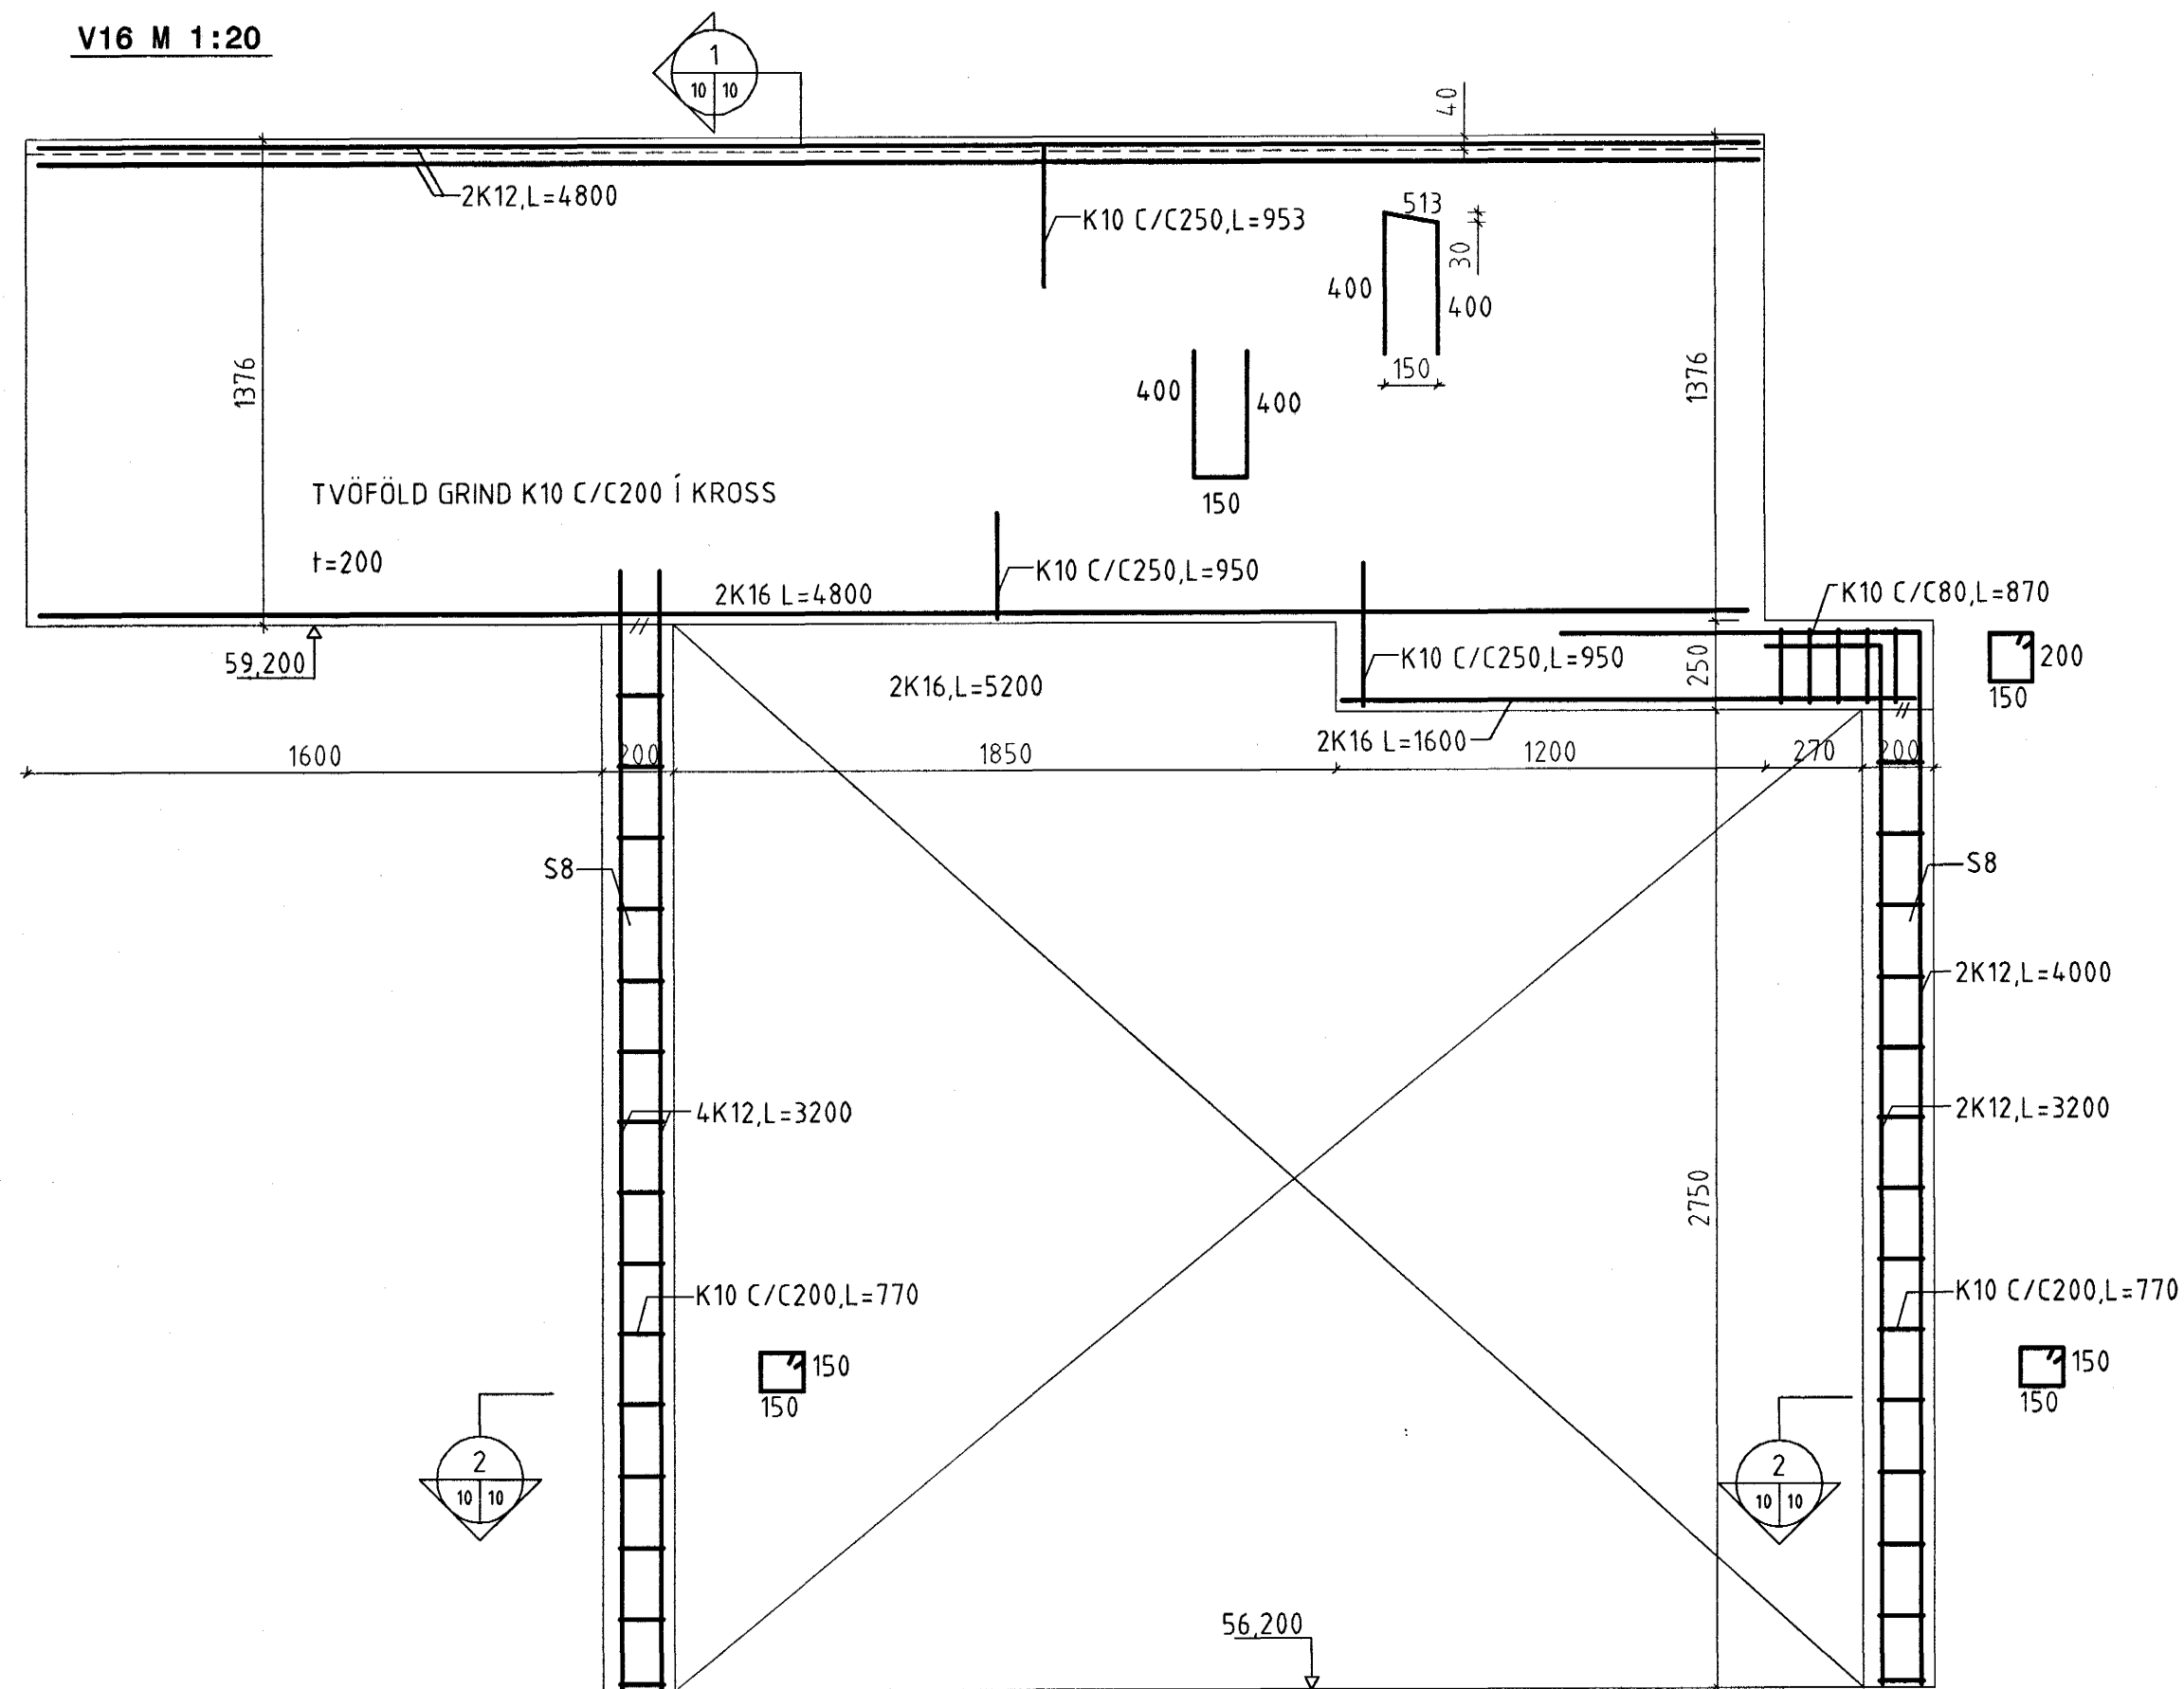 V16 M 1:20
1
10 10
40
2K12,L=4800
K10 C/C250,L=953
513
30
400
400
150
1376
1376
400
400
150
TVÖFÖLD GRIND K10 C/C200 Í KROSS
t=200
2K16 L=4800
K10 C/C250,L=950
K10 C/C80,L=870
59,200
2K16,L=5200
K10 C/C250,L=950
250
200
150
2K16 L=1600
1600
200
1850
1200
270
200
S8
S8
2K12,L=4000
4K12,L=3200
2K12,L=3200
2750
K10 C/C200,L=770
K10 C/C200,L=770
150
150
150
150
2
10 10
2
10 10
56,200